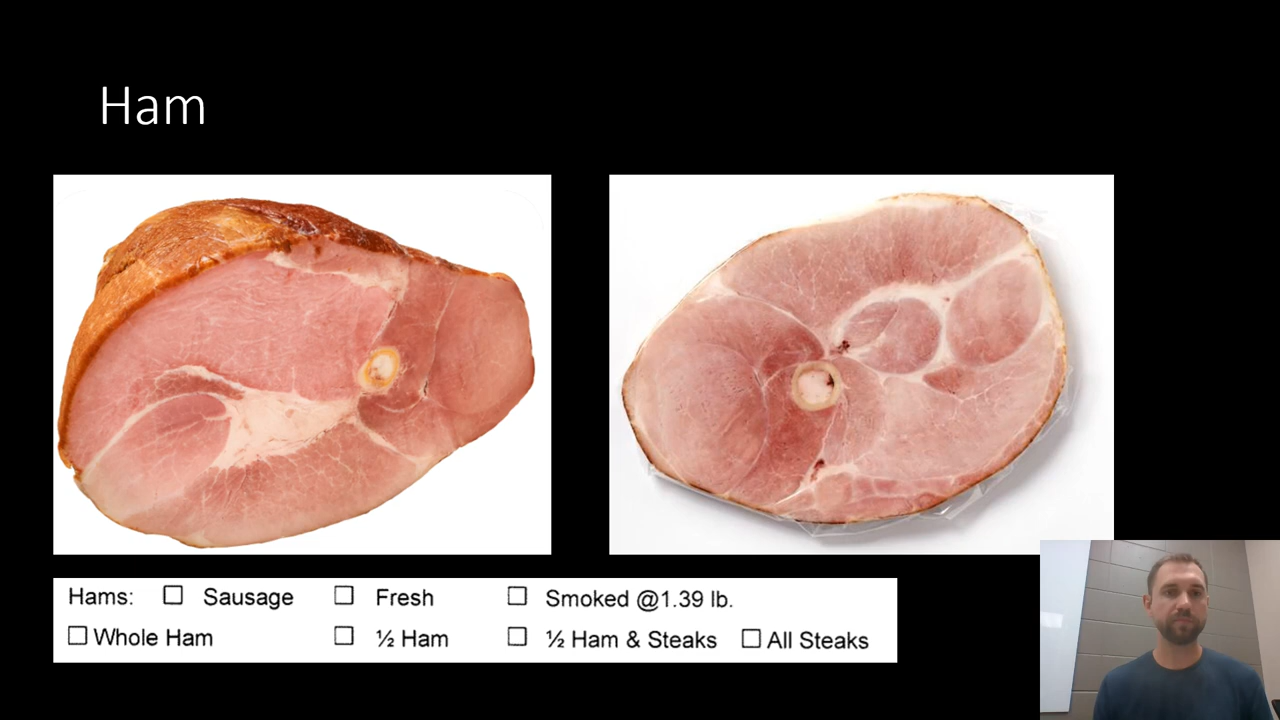 Ham
Hams: ☐ Sausage ☐ Fresh ☐ Smoked @1.39 lb.
☐ Whole Ham ☐ ½ Ham ☐ ½ Ham & Steaks ☐ All Steaks